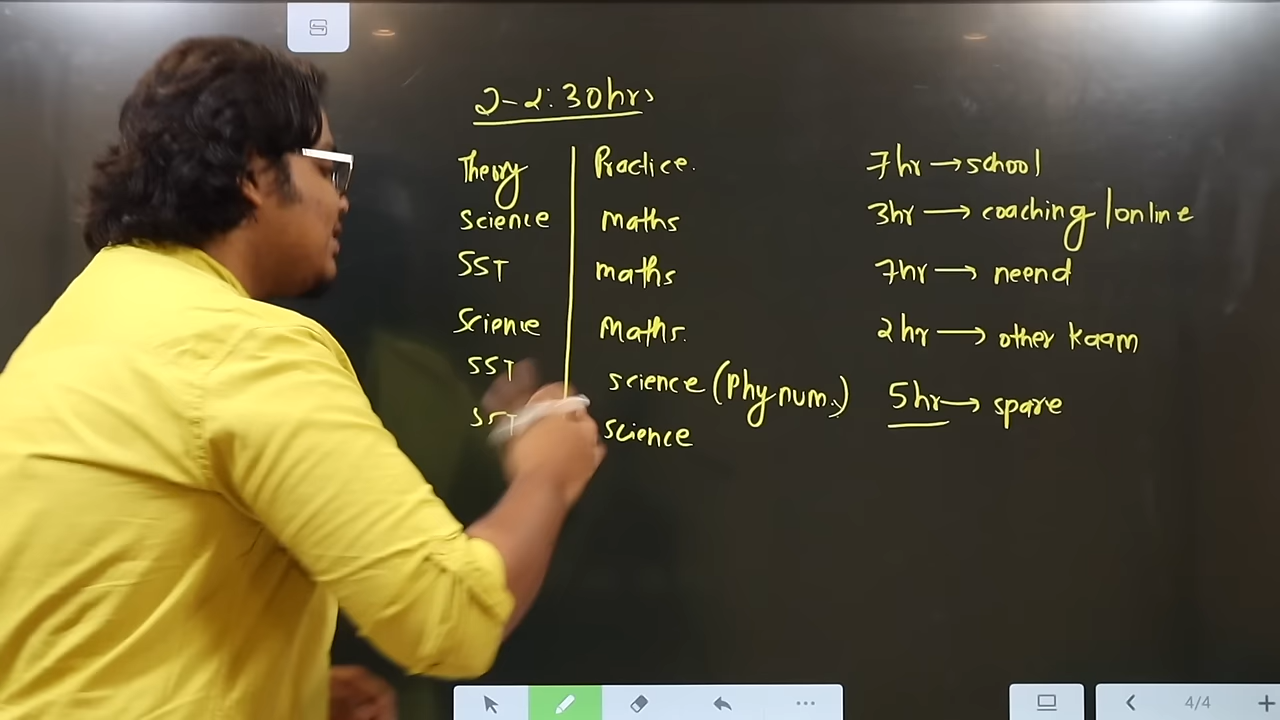 2-2:30hrs
Theory Practice.
Science maths
SST maths
Science Maths.
SST science (Phy num.)
SST science
7hr → school
3hr → coaching / online
7hr → neend
2hr → other kaam
5hr → spare
4/4